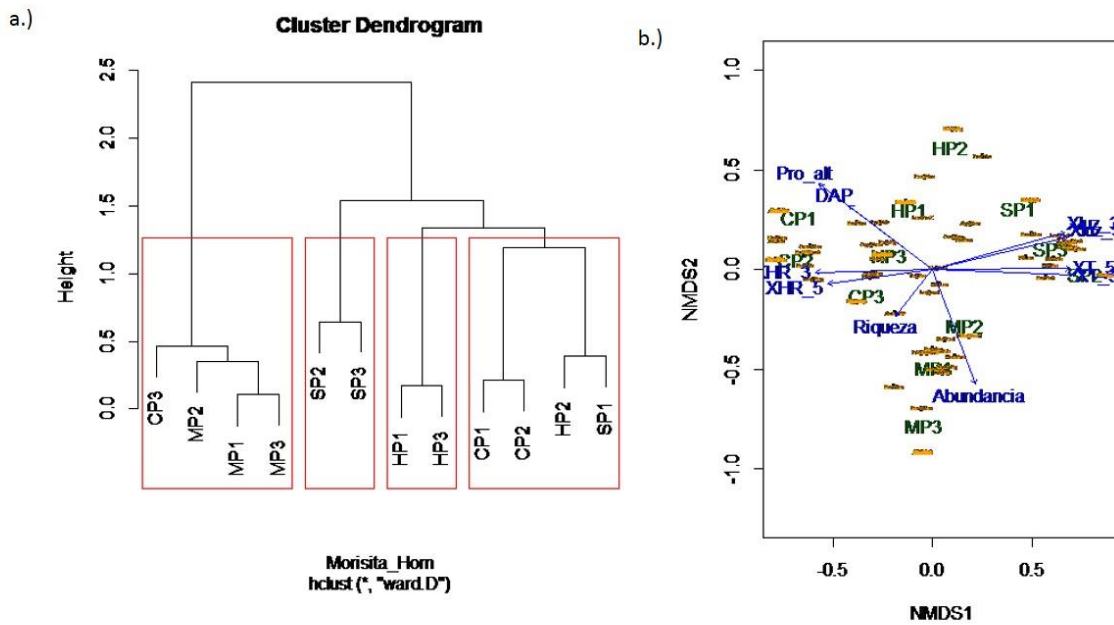 a.)
Cluster Dendrogram
Height
2.5
2.0
1.5
1.0
0.5
0.0
CP3
MP2
MP1
MP3
SP2
SP3
HP1
HP3
CP1
CP2
HP2
SP1
Morisita_Horn
hclust (*, "ward.D")
b.)
NMDS2
1.0
0.5
0.0
-0.5
-1.0
HP2
Pro_alt
DAP
HP1
SP1
CP1
SP3
HR_3
XHR_5
XT_5
CP3
Riqueza
MP2
Abundancia
MP3
-0.5
0.0
0.5
NMDS1